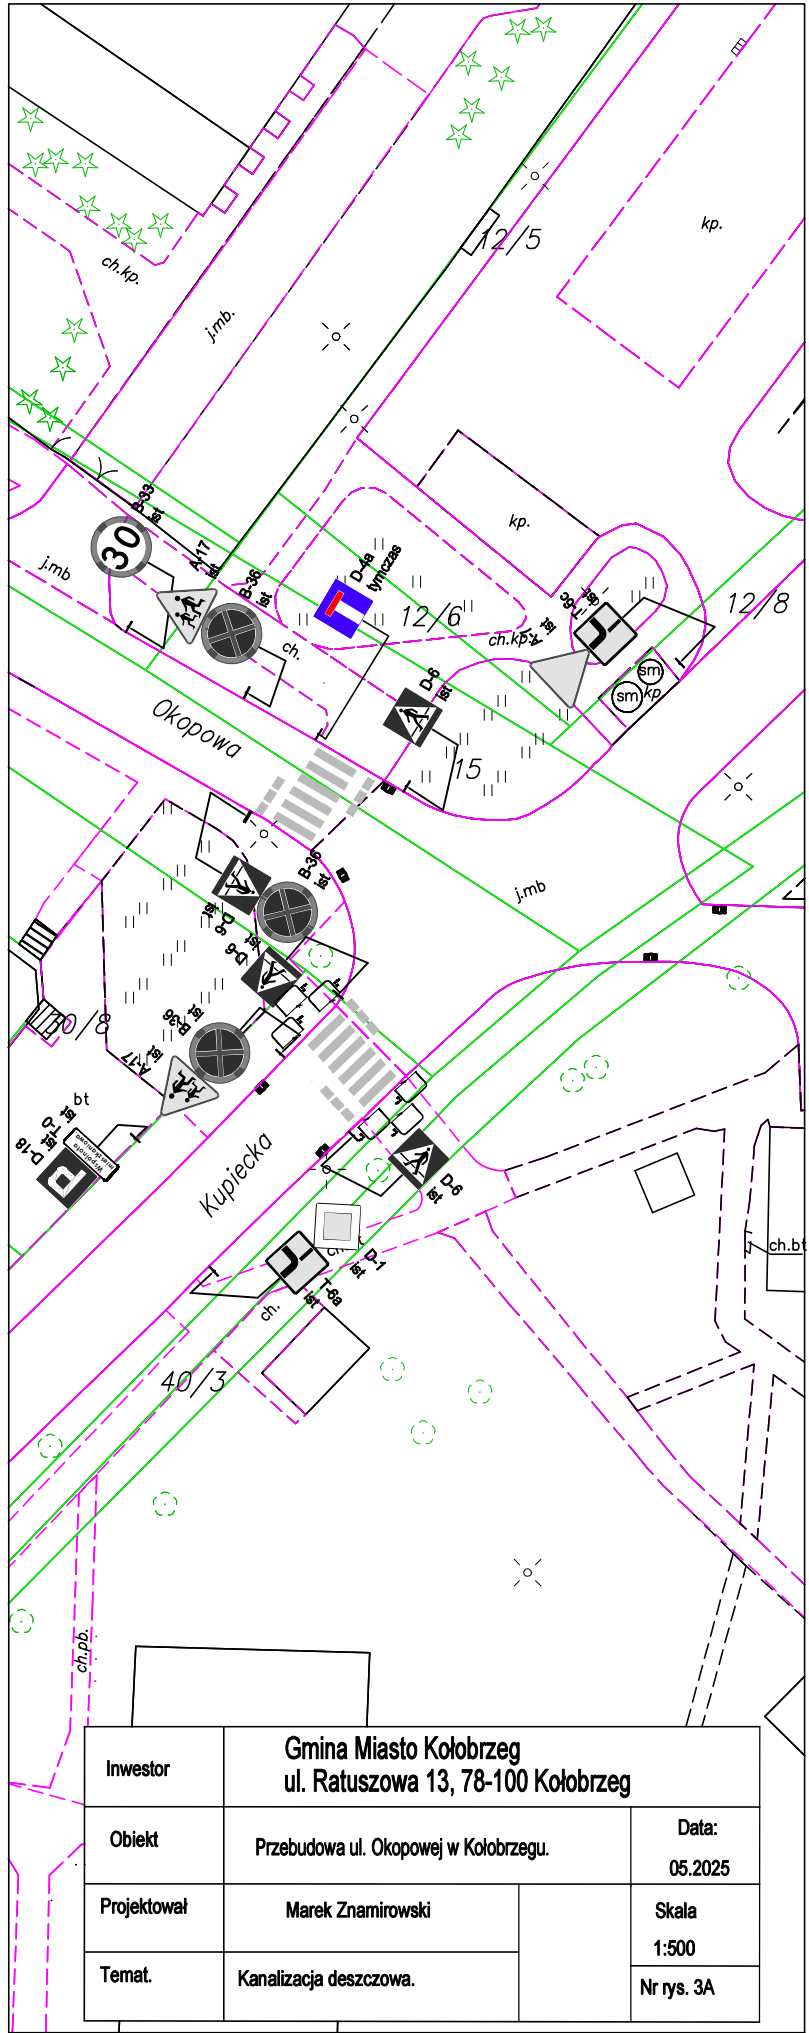 12/5
kp.
ch.kp.
j.mb.
B-33
ist
30
A-17
ist
B-36
ist
j.mb
kp.
D-4a
tymczas
T-6c
ist
A-7
ist
12/6
12/8
ch.kp.
ch.
sm
sm
kp
D-6
ist
Okopowa
15
j.mb
B-36
ist
D-6
ist
D-6
ist
B-36
ist
A-17
ist
bt
D-18
ist
T-0
ist
Wspólnota
mieszkaniowa
P
Kupiecka
D-6
ist
D-1
ist
T-6a
ist
ch.
ch.bt
40/3
ch.pb.
Inwestor
Gmina Miasto Kołobrzeg
ul. Ratuszowa 13, 78-100 Kołobrzeg
Obiekt
Przebudowa ul. Okopowej w Kołobrzegu.
Data:
05.2025
Projektował
Marek Znamirowski
Skala
1:500
Temat.
Kanalizacja deszczowa.
Nr rys. 3A